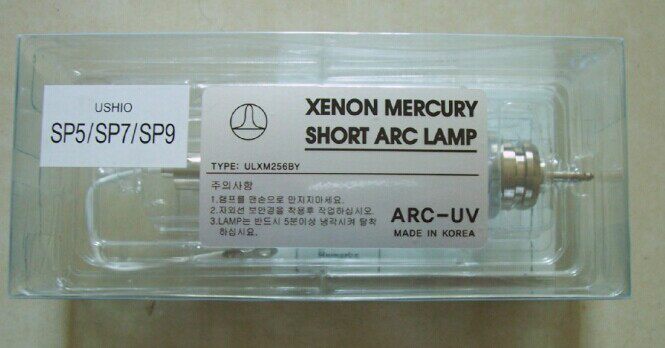 USHIO
SP5/SP7/SP9
XENON MERCURY
SHORT ARC LAMP
TYPE: ULXM256BY
주의사항
1.램프를 맨손으로 만지지마세요.
2.자외선 보안경을 착용후 작업하십시오.
3.LAMP는 반드시 5분이상 냉각시켜 탈착
하십시요.
ARC-UV
MADE IN KOREA